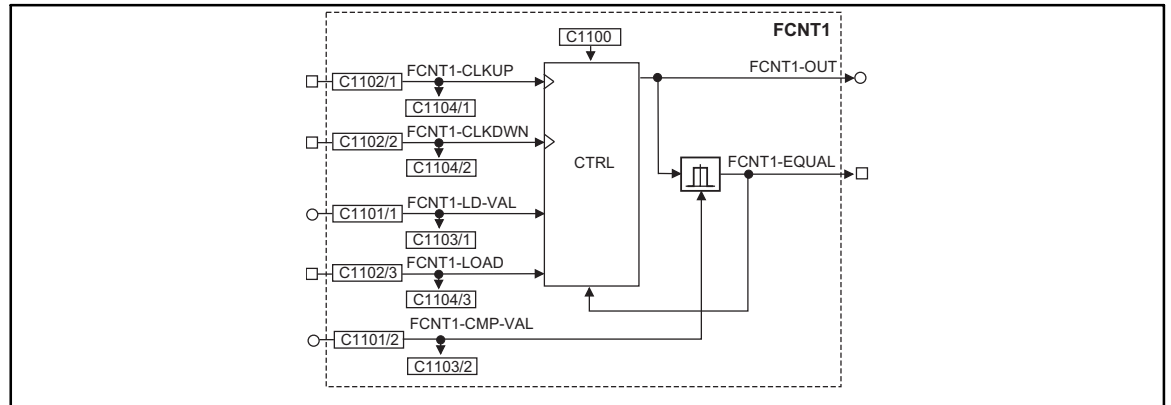 FCNT1
C1100
C1102/1 FCNT1-CLKUP
FCNT1-OUT
C1104/1
C1102/2 FCNT1-CLKDWN
C1104/2
CTRL
FCNT1-EQUAL
C1101/1 FCNT1-LD-VAL
C1103/1
C1102/3 FCNT1-LOAD
C1104/3
C1101/2 FCNT1-CMP-VAL
C1103/2